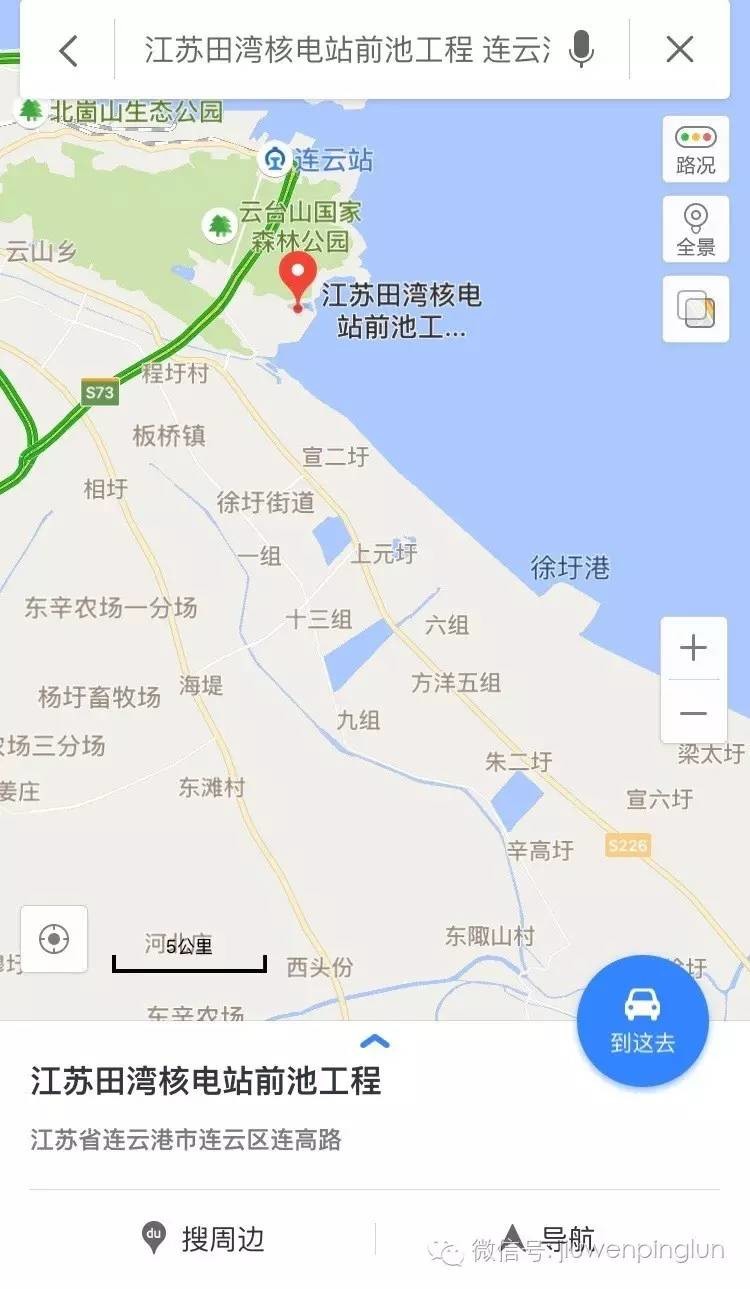 江苏田湾核电站前池工程 连云
北崮山生态公园
连云站
路况
云台山国家
森林公园
云山乡
全景
江苏田湾核电
站前池工...
程圩村
S73
板桥镇
宣二圩
相圩
徐圩街道
一组
上元圩
徐圩港
东辛农场一分场
十三组
六组
海堤
方洋五组
杨圩畜牧场
九组
农场三分场
朱二圩
梁太圩
姜庄
东滩村
宣六圩
S226
辛高圩
东陬山村
5公里
西头份
东辛农场
到这去
江苏田湾核电站前池工程
江苏省连云港市连云区连高路
du 搜周边
导航
微信号: jiuwenpinglun